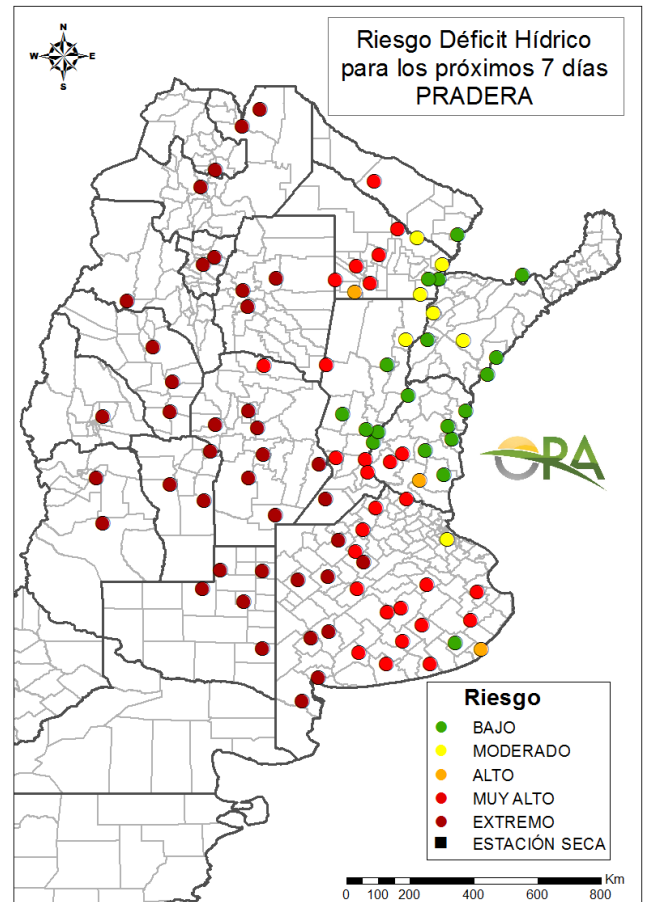 N
W E
S
Riesgo Déficit Hídrico
para los próximos 7 días
PRADERA
ORA
Riesgo
BAJO
MODERADO
ALTO
MUY ALTO
EXTREMO
ESTACIÓN SECA
Km
0 100 200 400 600 800